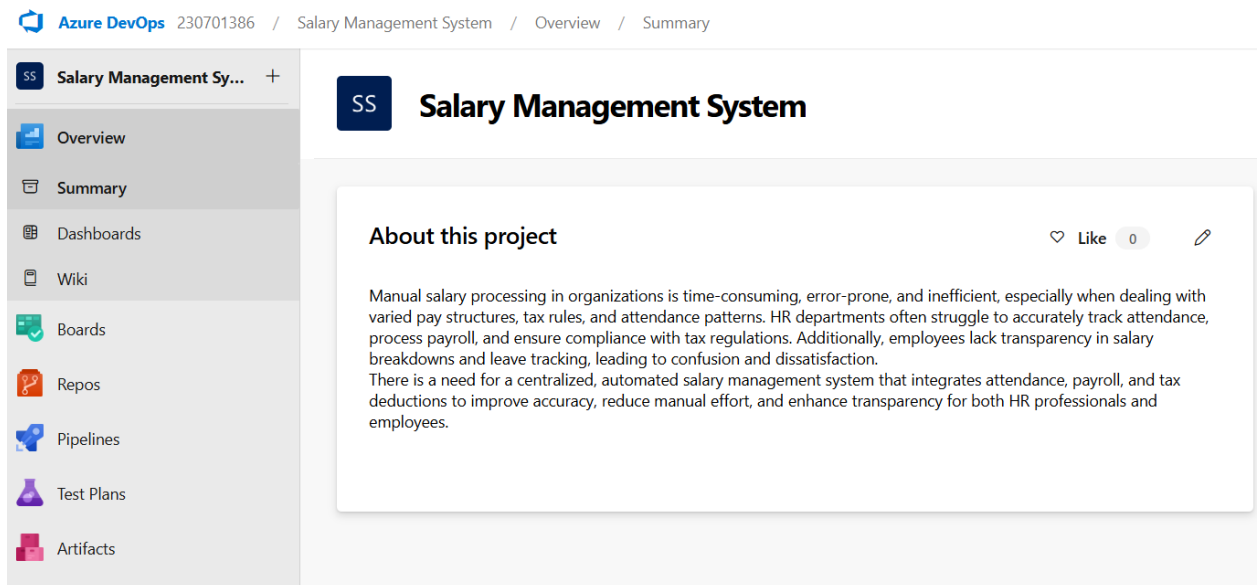 Azure DevOps 230701386 / Salary Management System / Overview / Summary
SS Salary Management Sy... +
Overview
Summary
Dashboards
Wiki
Boards
Repos
Pipelines
Test Plans
Artifacts
SS Salary Management System
About this project
Like 0
Manual salary processing in organizations is time-consuming, error-prone, and inefficient, especially when dealing with
varied pay structures, tax rules, and attendance patterns. HR departments often struggle to accurately track attendance,
process payroll, and ensure compliance with tax regulations. Additionally, employees lack transparency in salary
breakdowns and leave tracking, leading to confusion and dissatisfaction.
There is a need for a centralized, automated salary management system that integrates attendance, payroll, and tax
deductions to improve accuracy, reduce manual effort, and enhance transparency for both HR professionals and
employees.